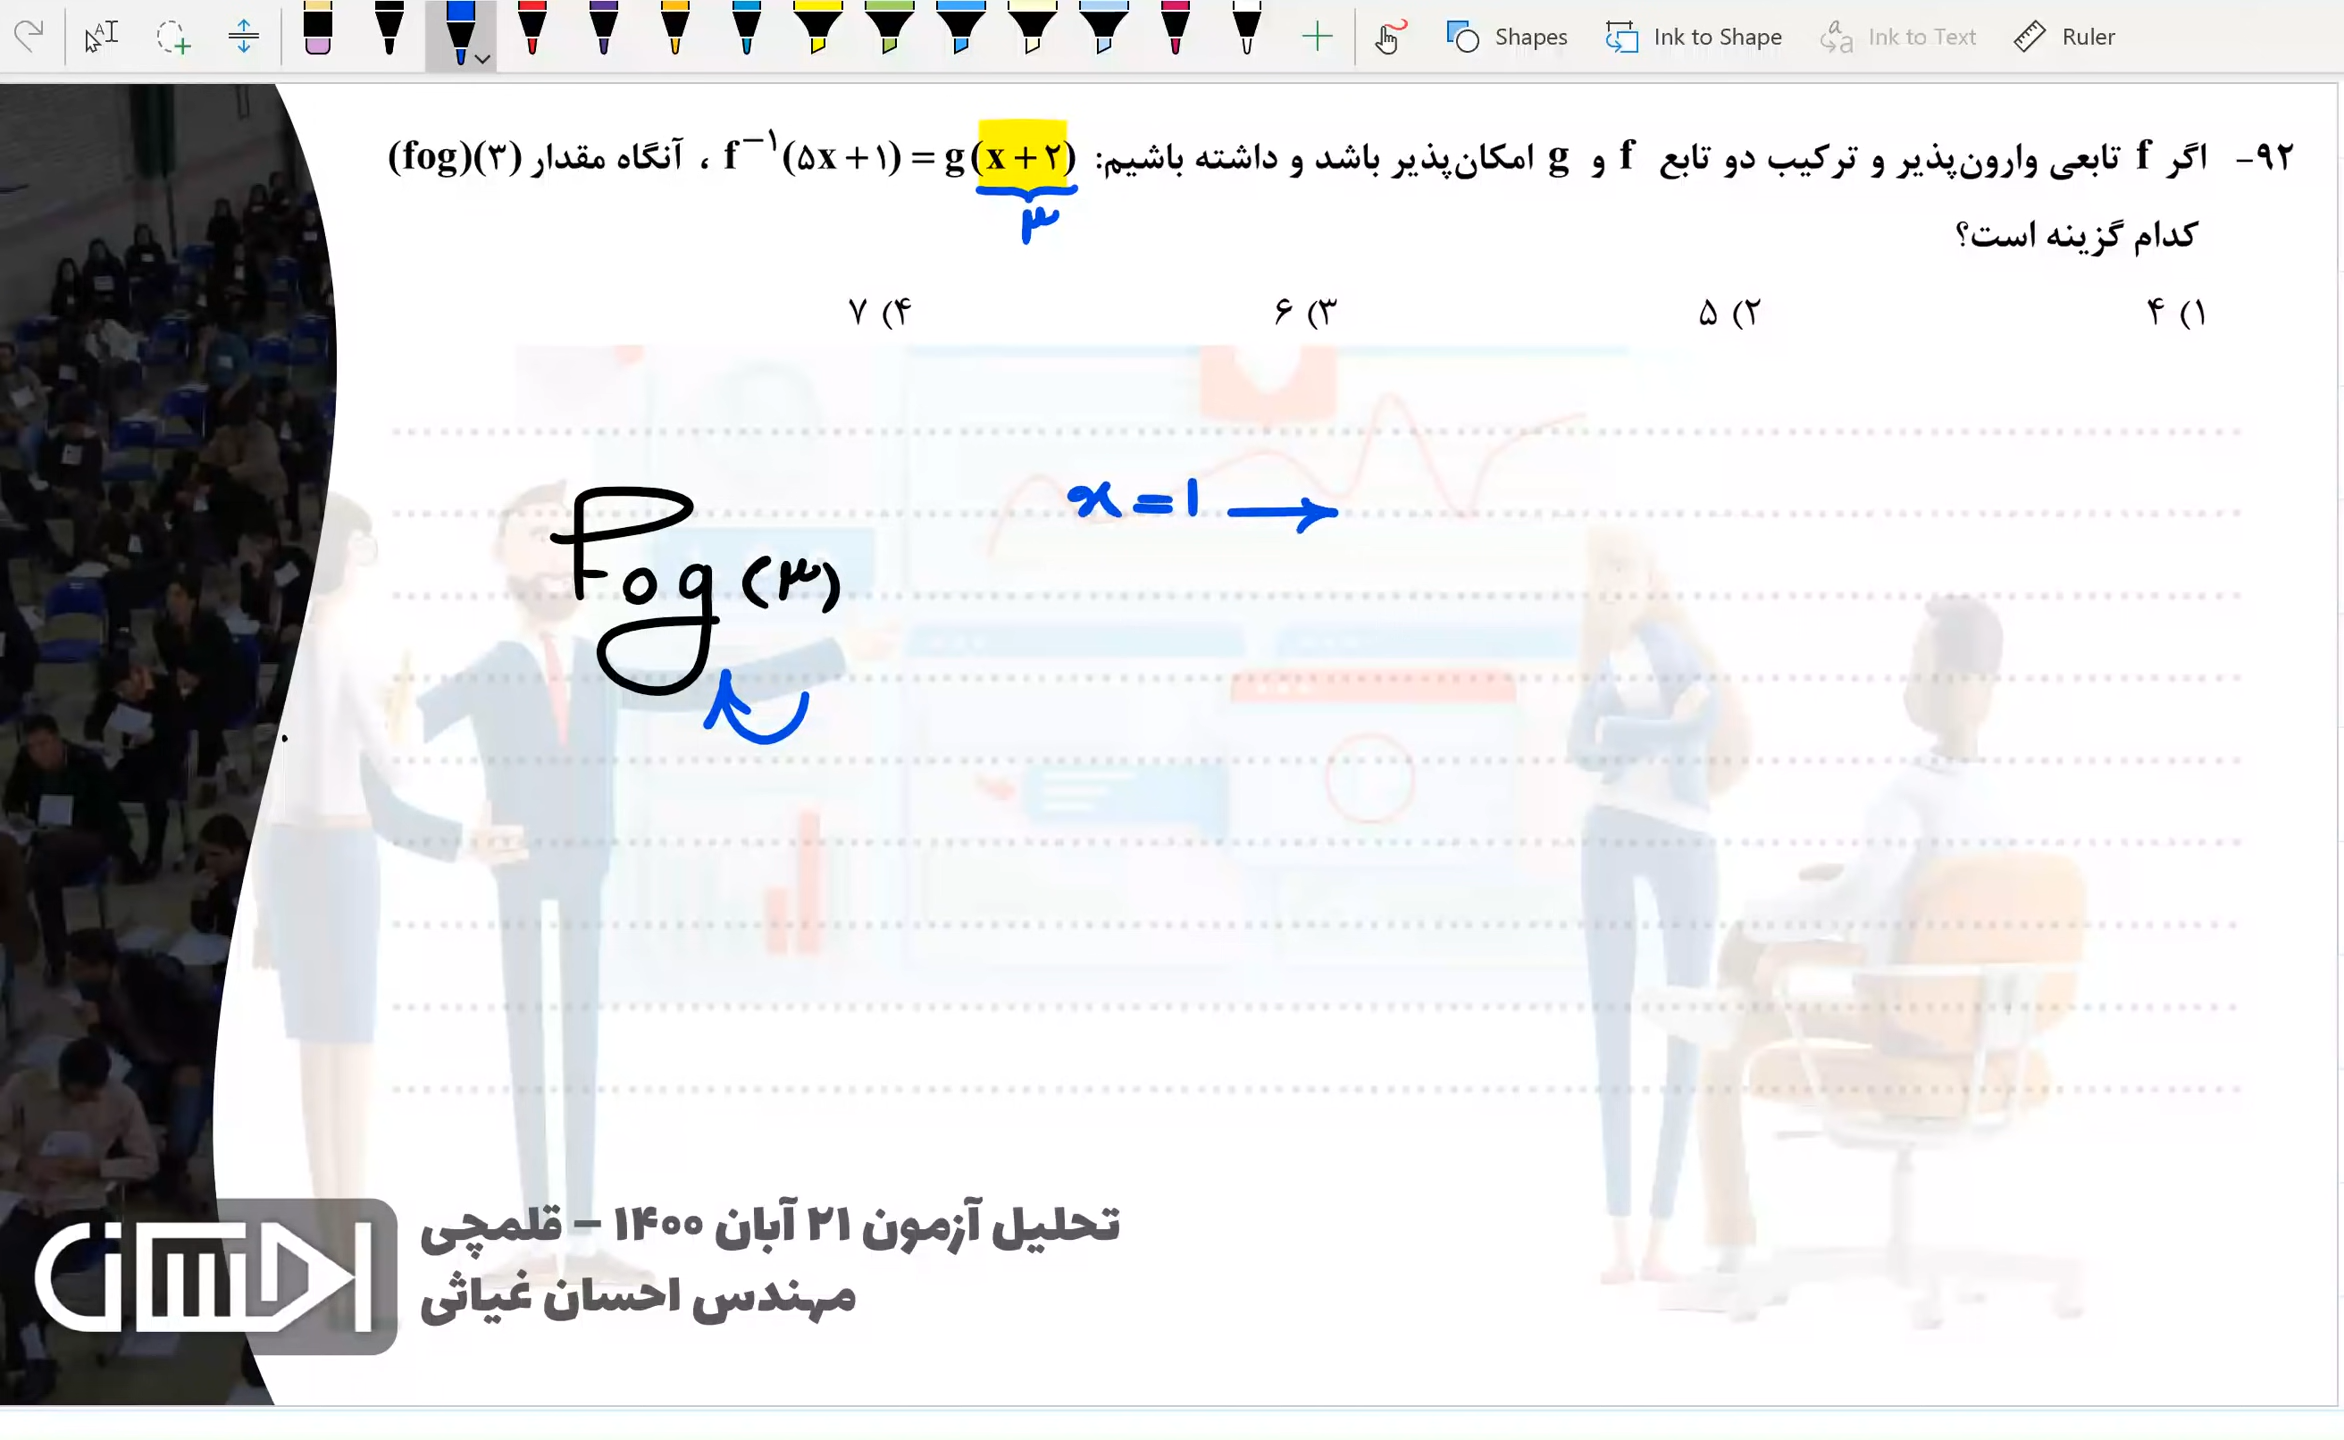 Shapes Ink to Shape Ink to Text Ruler
۹۲- اگر f تابعی وارون‌پذیر و ترکیب دو تابع f و g امکان‌پذیر باشد و داشته باشیم: f⁻¹(۵x+۱) = g(x+۲) ، آنگاه مقدار (fog)(۳)
۳
کدام گزینه است؟
۱) ۴ ۲) ۵ ۳) ۶ ۴) ۷
x = 1 →
Fog (۳)
تحلیل آزمون ۲۱ آبان ۱۴۰۰ – قلمچی
مهندس احسان غیاثی